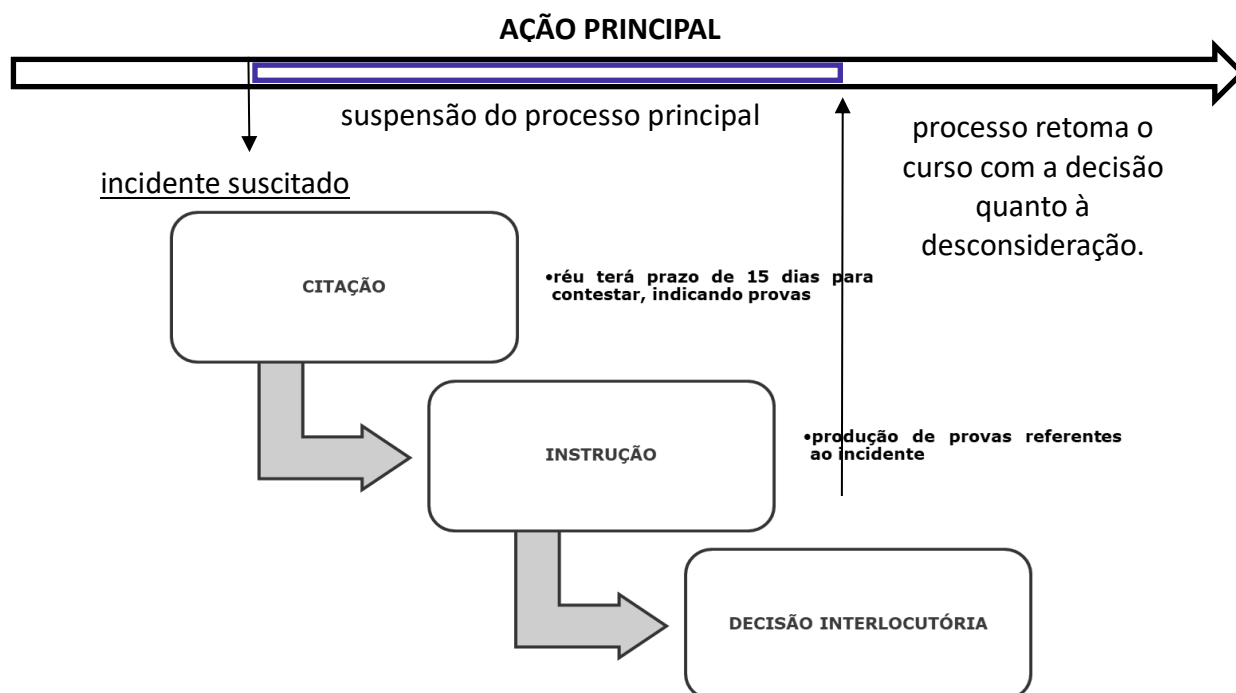 AÇÃO PRINCIPAL
suspensão do processo principal
processo retoma o
curso com a decisão
quanto à
desconsideração.
incidente suscitado
CITAÇÃO
•réu terá prazo de 15 dias para
contestar, indicando provas
INSTRUÇÃO
•produção de provas referentes
ao incidente
DECISÃO INTERLOCUTÓRIA